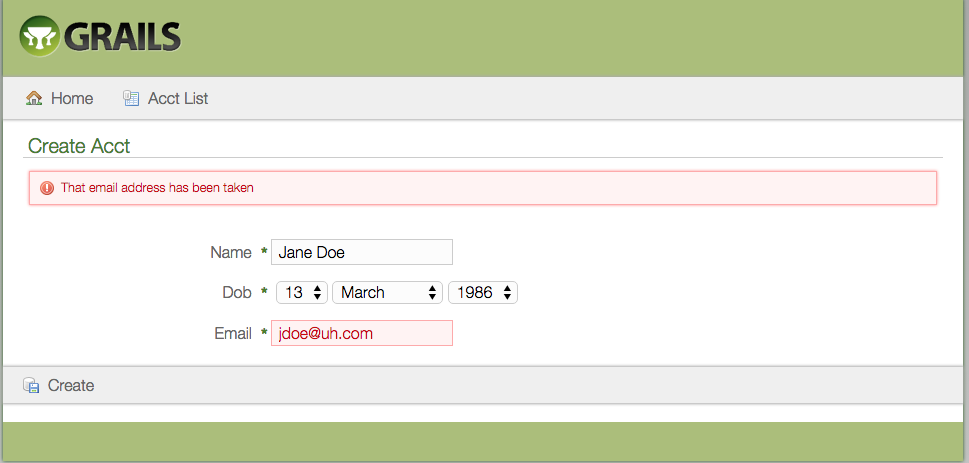 GRAILS
Home Acct List
Create Acct
That email address has been taken
Name * Jane Doe
Dob * 13 March 1986
Email * jdoe@uh.com
Create